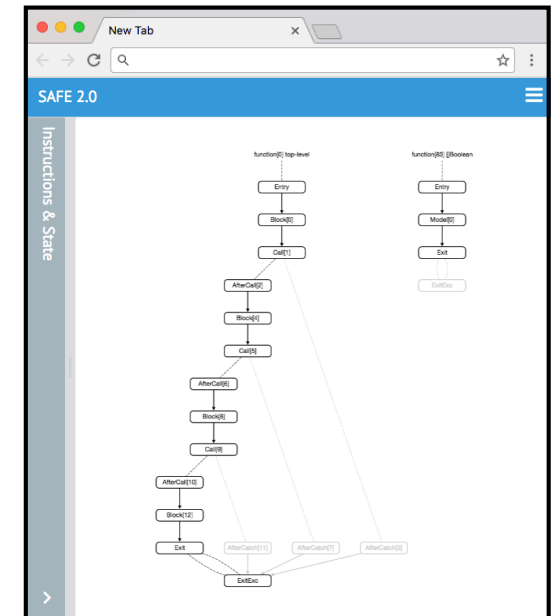 New Tab
SAFE 2.0
Instructions & State
function[0] top-level
function[83] []Boolean
Entry
Entry
Block[0]
Model[0]
Call[1]
Exit
AfterCall[2]
ExitExc
Block[4]
Call[5]
AfterCall[6]
Block[8]
Call[9]
AfterCall[10]
Block[12]
Exit
AfterCatch[11]
AfterCatch[7]
AfterCatch[3]
ExitExc